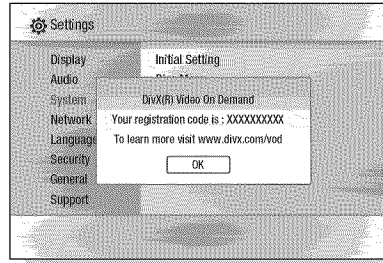 Settings
Display
Initial Setting
Audio
System
Network
Language
Security
General
Support
DivX(R) Video On Demand
Your registration code is : XXXXXXXXXX
To learn more visit www.divx.com/vod
OK